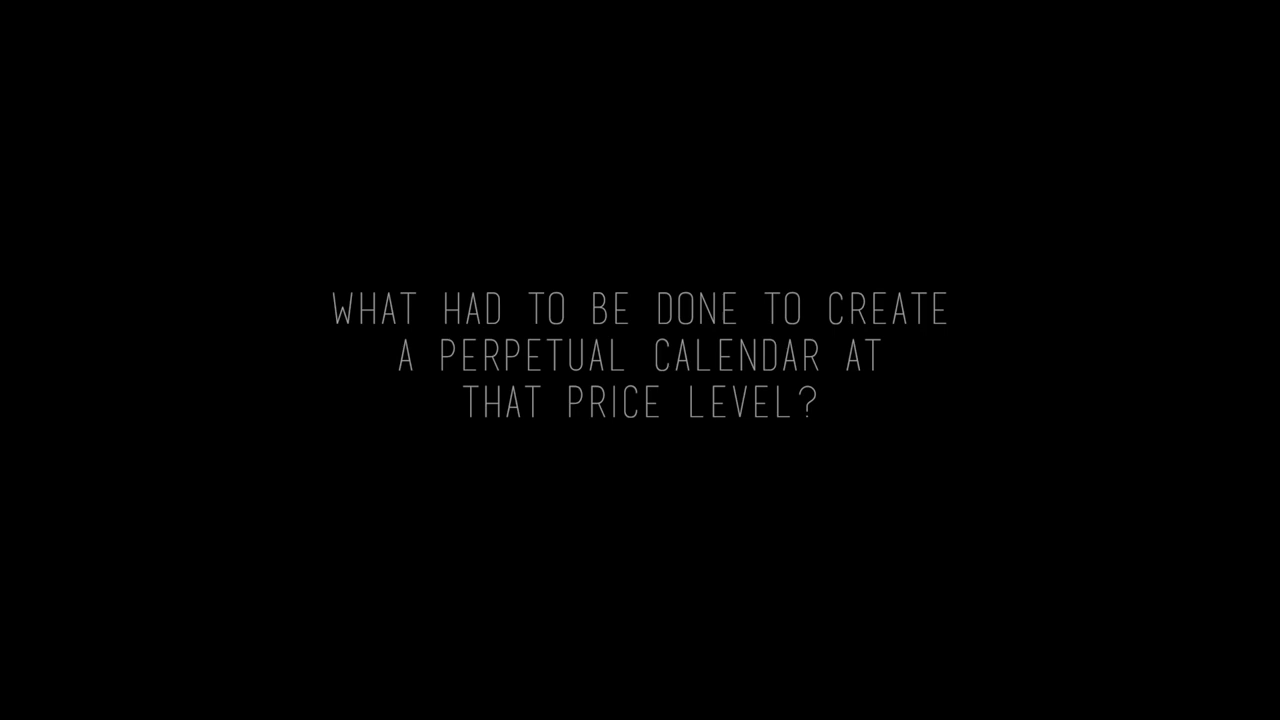 WHAT HAD TO BE DONE TO CREATE
A PERPETUAL CALENDAR AT
THAT PRICE LEVEL?